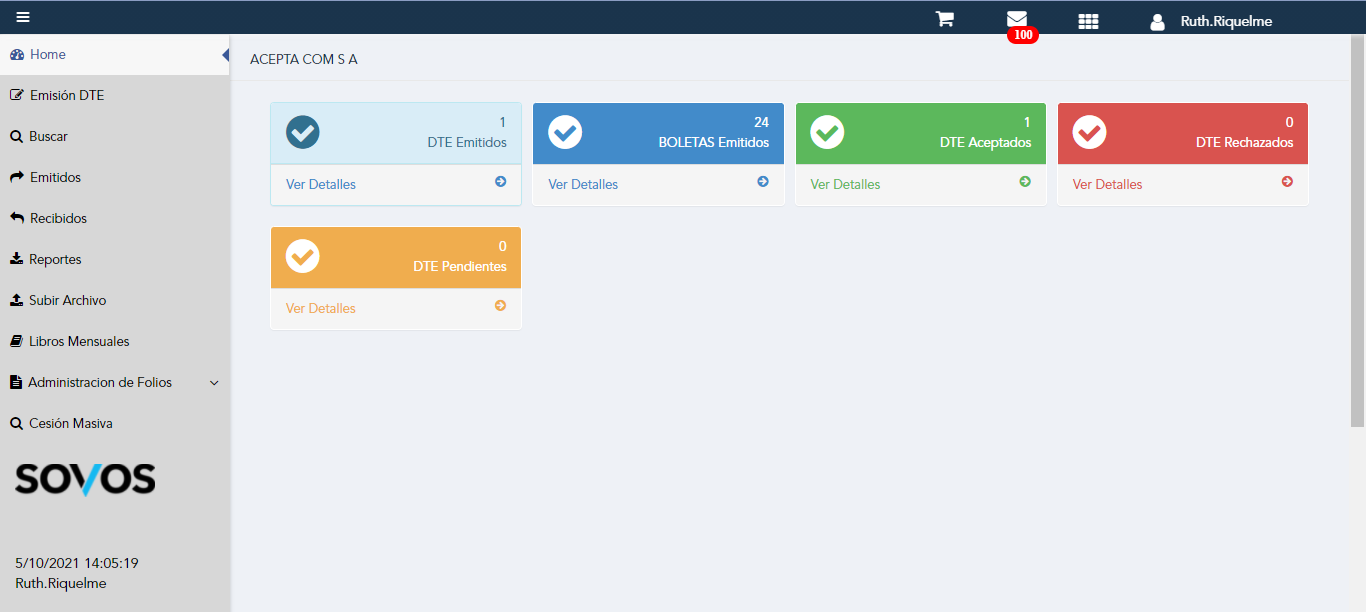 100
Ruth.Riquelme
Home
Emisión DTE
Buscar
Emitidos
Recibidos
Reportes
Subir Archivo
Libros Mensuales
Administracion de Folios
Cesión Masiva
SOVOS
5/10/2021 14:05:19
Ruth.Riquelme
ACEPTA COM S A
1
DTE Emitidos
Ver Detalles
24
BOLETAS Emitidos
Ver Detalles
1
DTE Aceptados
Ver Detalles
0
DTE Rechazados
Ver Detalles
0
DTE Pendientes
Ver Detalles